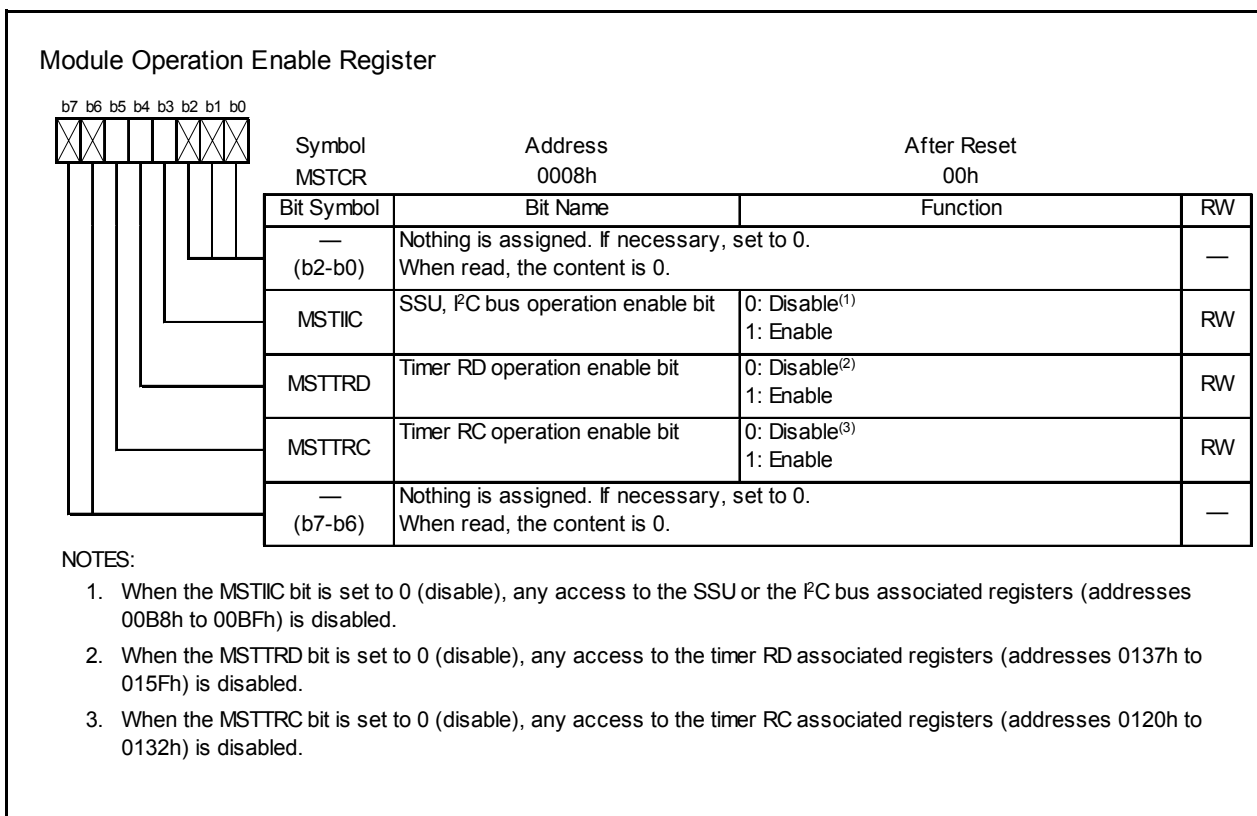 Module Operation Enable Register
b7 b6 b5 b4 b3 b2 b1 b0
Symbol Address After Reset
MSTCR 0008h 00h
Bit Symbol Bit Name Function RW
— Nothing is assigned. If necessary, set to 0.
(b2-b0) When read, the content is 0. —
MSTIIC SSU, I²C bus operation enable bit 0: Disable(1)
1: Enable RW
MSTTRD Timer RD operation enable bit 0: Disable(2)
1: Enable RW
MSTTRC Timer RC operation enable bit 0: Disable(3)
1: Enable RW
— Nothing is assigned. If necessary, set to 0.
(b7-b6) When read, the content is 0. —
NOTES:
1. When the MSTIIC bit is set to 0 (disable), any access to the SSU or the I²C bus associated registers (addresses
00B8h to 00BFh) is disabled.
2. When the MSTTRD bit is set to 0 (disable), any access to the timer RD associated registers (addresses 0137h to
015Fh) is disabled.
3. When the MSTTRC bit is set to 0 (disable), any access to the timer RC associated registers (addresses 0120h to
0132h) is disabled.